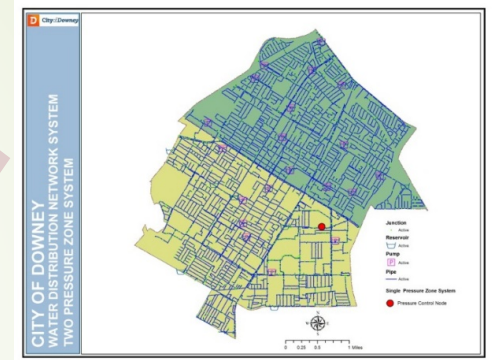 D City of Downey
CITY OF DOWNEY
WATER DISTRIBUTION NETWORK SYSTEM
TWO PRESSURE ZONE SYSTEM
Junction
Active
Reservoir
Active
Pump
P Active
Pipe
Active
Single Pressure Zone System
Pressure Control Node
N
0 0.25 0.5 1 Miles